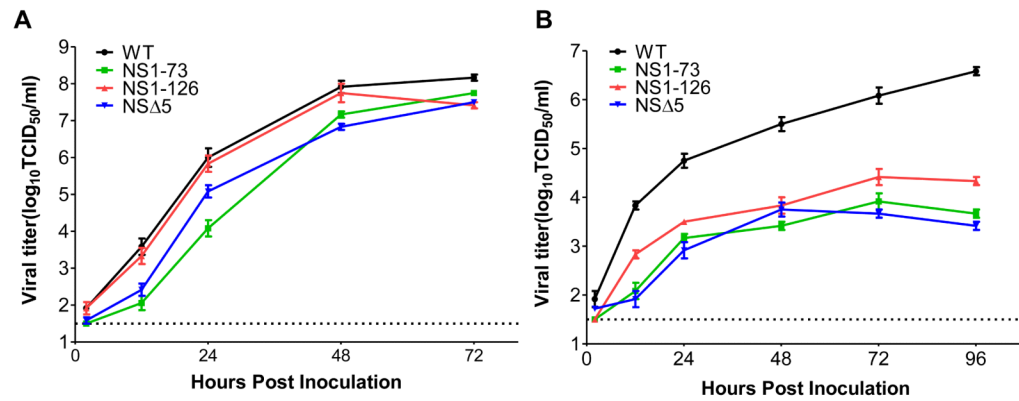 A
WT
NS1-73
NS1-126
NSΔ5
Viral titer(log₁₀TCID₅₀/ml)
9
8
7
6
5
4
3
2
1
0
24
48
72
Hours Post Inoculation
B
WT
NS1-73
NS1-126
NSΔ5
Viral titer(log₁₀TCID₅₀/ml)
7
6
5
4
3
2
1
0
24
48
72
96
Hours Post Inoculation